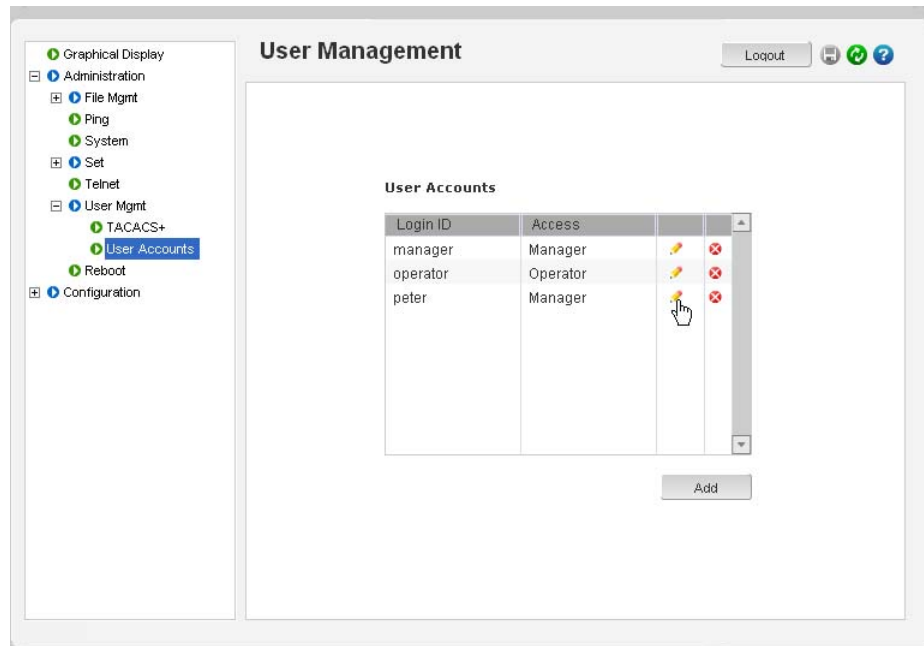 User Management
Logout
Graphical Display
Administration
File Mgmt
Ping
System
Set
Telnet
User Mgmt
TACACS+
User Accounts
Reboot
Configuration
User Accounts
Login ID Access
manager Manager
operator Operator
peter Manager
Add